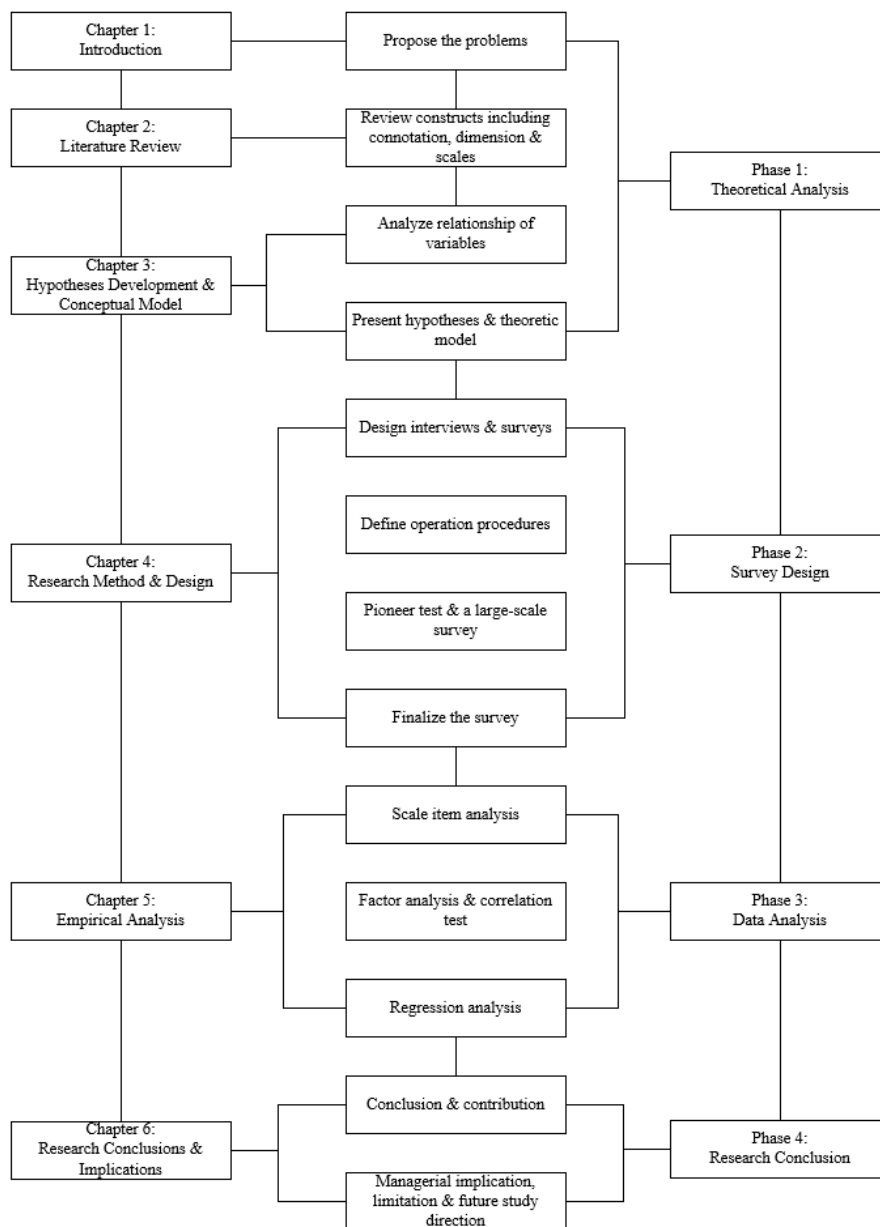 Chapter 1:
Introduction
Propose the problems
Chapter 2:
Literature Review
Review constructs including
connotation, dimension &
scales
Phase 1:
Theoretical Analysis
Analyze relationship of
variables
Chapter 3:
Hypotheses Development &
Conceptual Model
Present hypotheses & theoretic
model
Design interviews & surveys
Define operation procedures
Chapter 4:
Research Method & Design
Phase 2:
Survey Design
Pioneer test & a large-scale
survey
Finalize the survey
Scale item analysis
Chapter 5:
Empirical Analysis
Factor analysis & correlation
test
Phase 3:
Data Analysis
Regression analysis
Conclusion & contribution
Chapter 6:
Research Conclusions &
Implications
Phase 4:
Research Conclusion
Managerial implication,
limitation & future study
direction